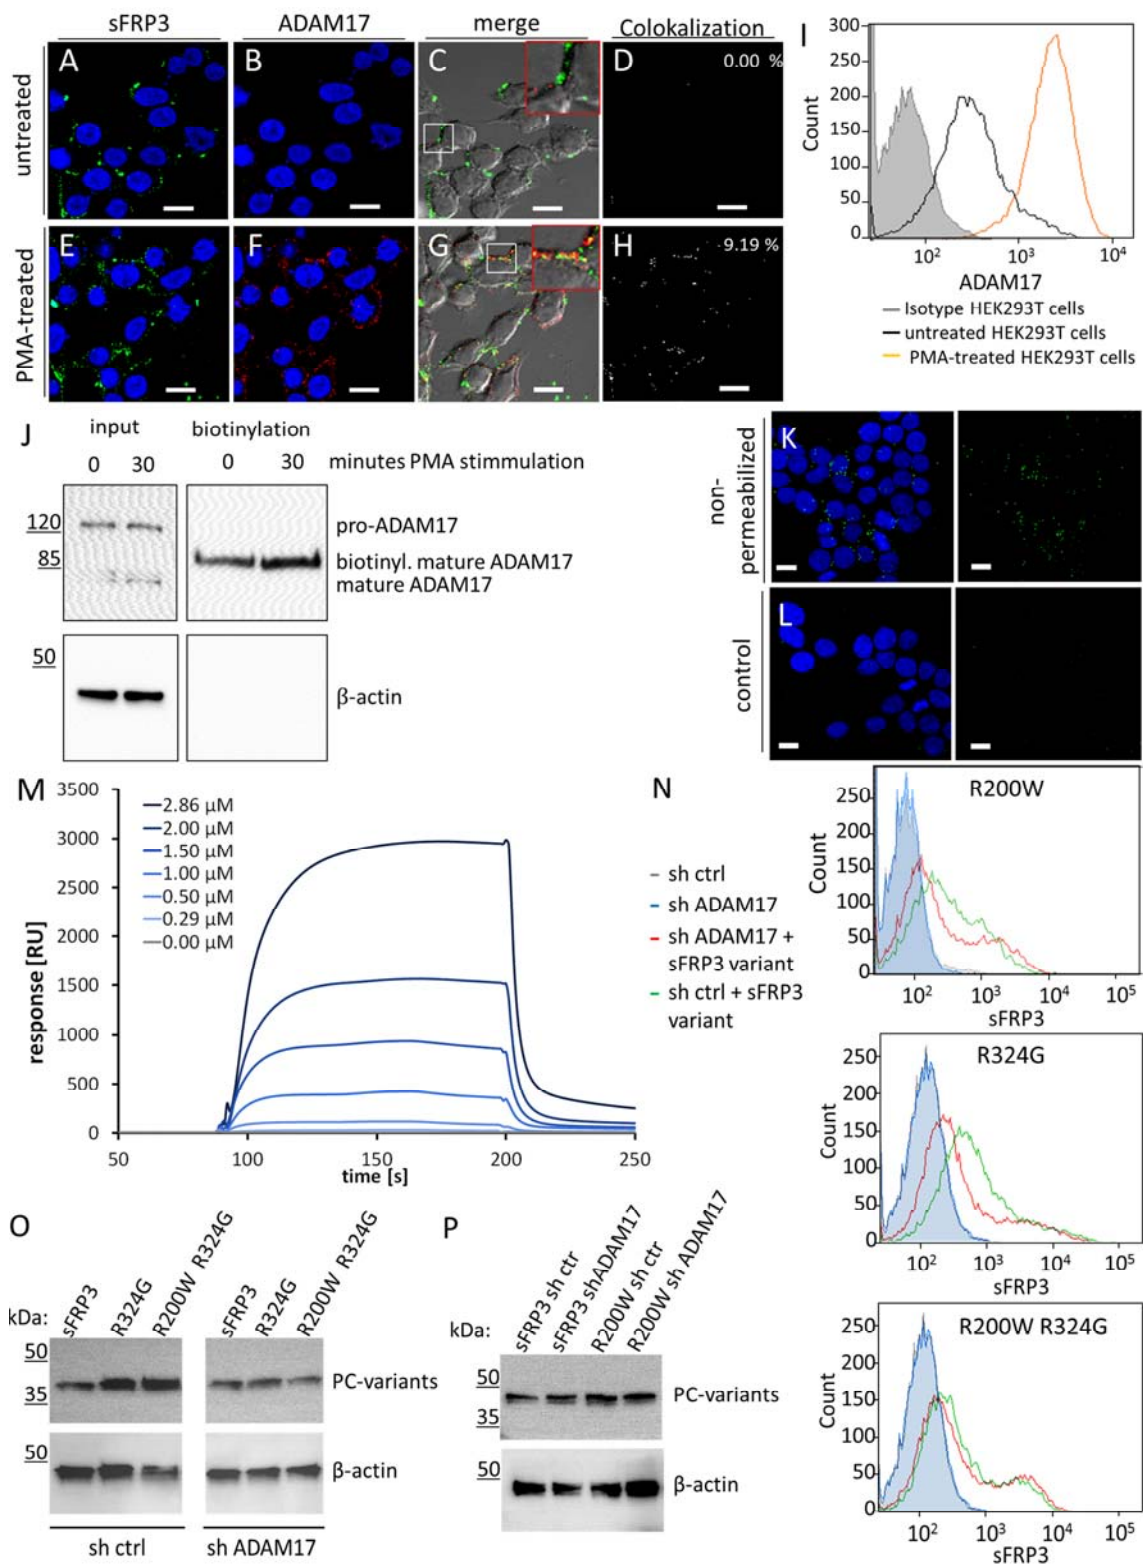 sFRP3 ADAM17 merge Colokalization
untreated
A B C D 0.00 %
PMA-treated
E F G H 9.19 %
I
300
250
200
150
100
50
0
Count
10² 10³ 10⁴
ADAM17
Isotype HEK293T cells
untreated HEK293T cells
PMA-treated HEK293T cells
J
input biotinylation
0 30 0 30 minutes PMA stimmulation
120
85
50
pro-ADAM17
biotinyl. mature ADAM17
mature ADAM17
β-actin
non-
permeabilized
K
control
L
M
3500
3000
2500
2000
1500
1000
500
0
response [RU]
2.86 µM
2.00 µM
1.50 µM
1.00 µM
0.50 µM
0.29 µM
0.00 µM
50 100 150 200 250
time [s]
N
sh ctrl
sh ADAM17
sh ADAM17 +
sFRP3 variant
sh ctrl + sFRP3
variant
R200W
250
200
150
100
50
0
Count
10² 10³ 10⁴ 10⁵
sFRP3
R324G
250
200
150
100
50
0
Count
10² 10³ 10⁴ 10⁵
sFRP3
R200W R324G
250
200
150
100
50
0
Count
10² 10³ 10⁴ 10⁵
sFRP3
O
kDa:
sFRP3
R324G
R200W R324G
sFRP3
R324G
R200W R324G
50
35
PC-variants
50
β-actin
sh ctrl sh ADAM17
P
kDa:
sFRP3 sh ctr
sFRP3 shADAM17
R200W sh ctr
R200W sh ADAM17
50
35
PC-variants
50
β-actin